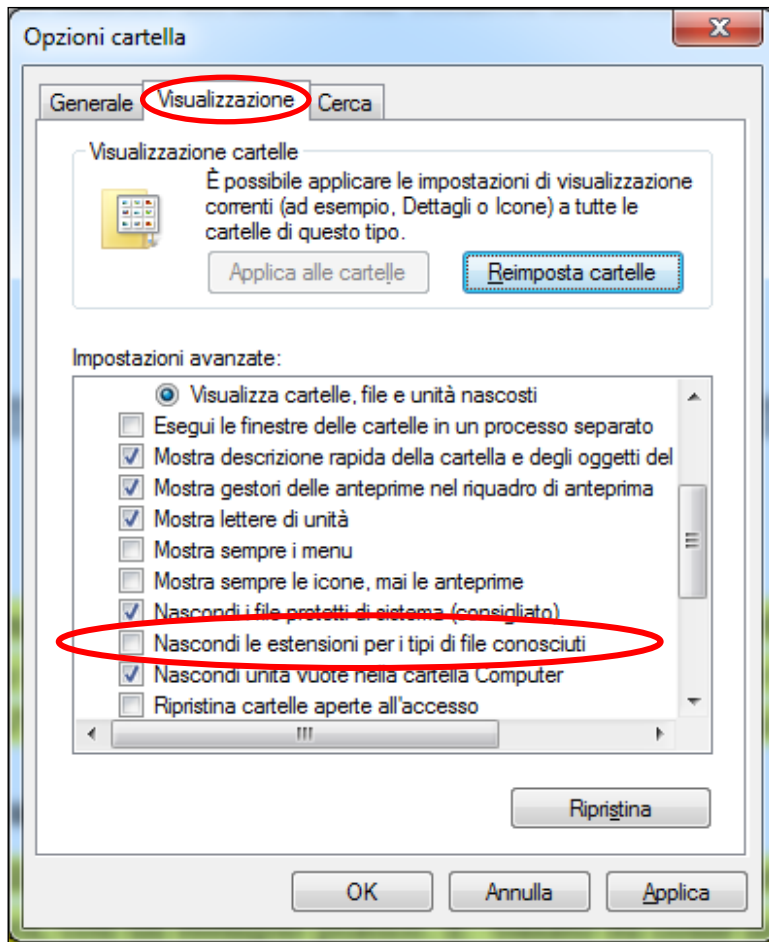 Opzioni cartella
Generale Visualizzazione Cerca
Visualizzazione cartelle
È possibile applicare le impostazioni di visualizzazione
correnti (ad esempio, Dettagli o Icone) a tutte le
cartelle di questo tipo.
Applica alle cartelle Reimposta cartelle
Impostazioni avanzate:
Visualizza cartelle, file e unità nascosti
Esegui le finestre delle cartelle in un processo separato
Mostra descrizione rapida della cartella e degli oggetti del
Mostra gestori delle anteprime nel riquadro di anteprima
Mostra lettere di unità
Mostra sempre i menu
Mostra sempre le icone, mai le anteprime
Nascondi i file protetti di sistema (consigliato)
Nascondi le estensioni per i tipi di file conosciuti
Nascondi unità vuote nella cartella Computer
Ripristina cartelle aperte all'accesso
Ripristina
OK Annulla Applica